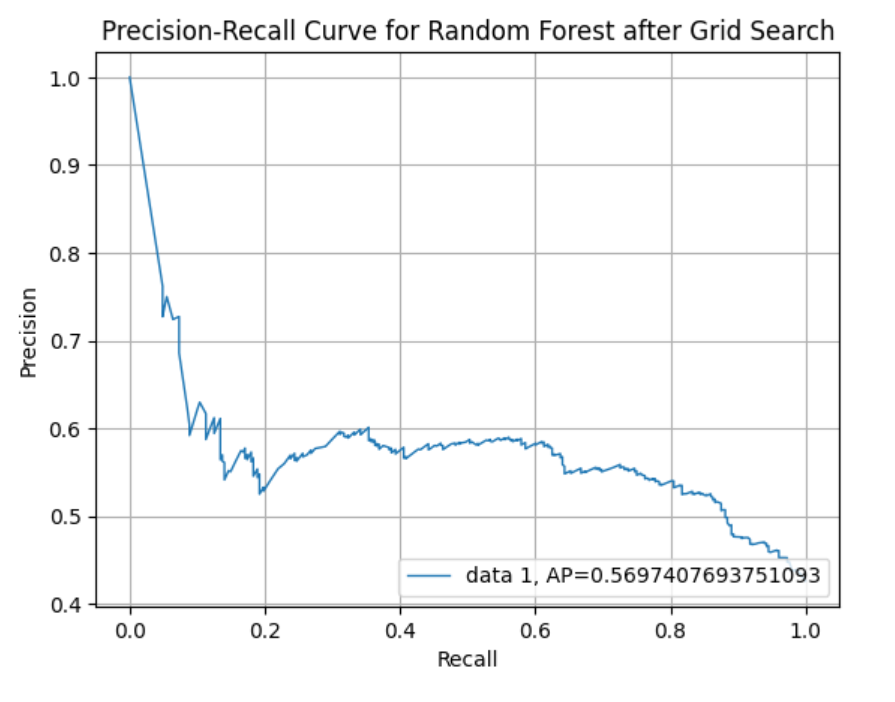 Precision-Recall Curve for Random Forest after Grid Search
1.0
0.9
0.8
0.7
0.6
0.5
0.4
Precision
data 1, AP=0.56974076937​51093
0.0 0.2 0.4 0.6 0.8 1.0
Recall